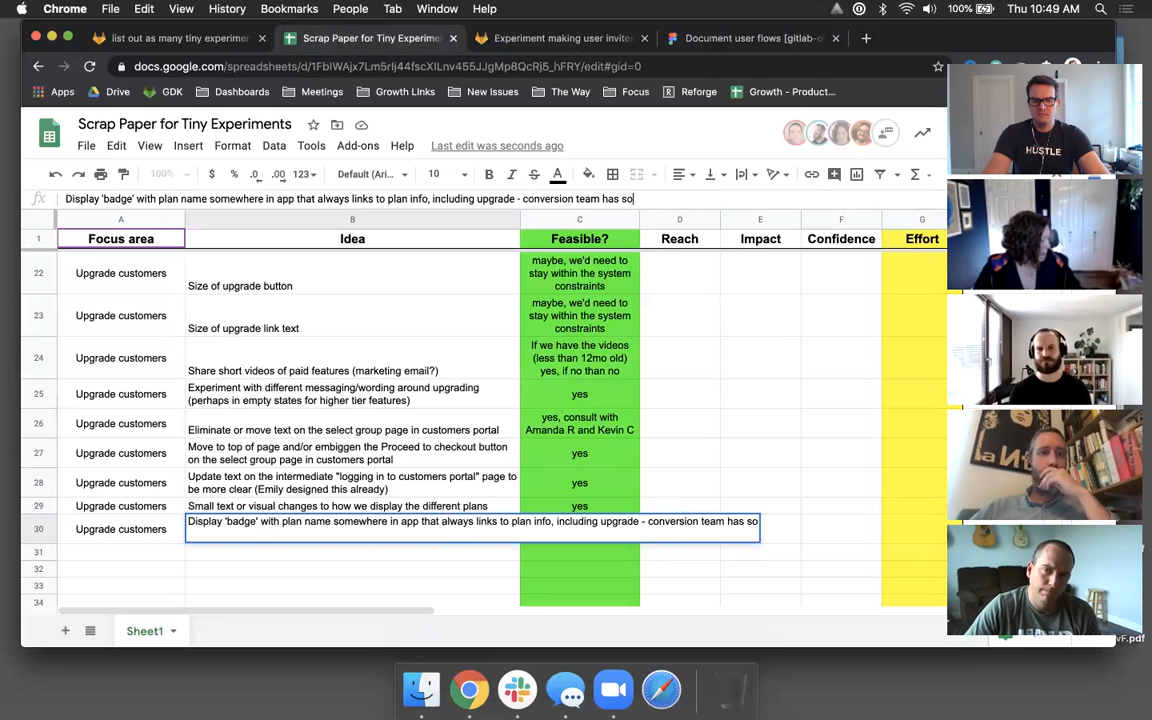 Chrome File Edit View History Bookmarks People Tab Window Help 100% Thu 10:49 AM
list out as many tiny experimen
Scrap Paper for Tiny Experimen
Experiment making user invites
Document user flows [gitlab-o
docs.google.com/spreadsheets/d/1FbIWAjx7Lm5rIj44fscXILnv455JJgMp8QcRj5_hFRY/edit#gid=0
Apps Drive GDK Dashboards Meetings Growth LInks New Issues The Way Focus Reforge Growth - Product...
Scrap Paper for Tiny Experiments
File Edit View Insert Format Data Tools Add-ons Help Last edit was seconds ago
100% $ % .0 .00 123 Default (Ari... 10 B I S A
fx Display 'badge' with plan name somewhere in app that always links to plan info, including upgrade - conversion team has so
A B C D E F G
1 Focus area Idea Feasible? Reach Impact Confidence Effort
22 Upgrade customers Size of upgrade button
maybe, we'd need to
stay within the system
constraints
23 Upgrade customers Size of upgrade link text
maybe, we'd need to
stay within the system
constraints
24 Upgrade customers Share short videos of paid features (marketing email?)
If we have the videos
(less than 12mo old)
yes, if no than no
25 Upgrade customers
Experiment with different messaging/wording around upgrading
(perhaps in empty states for higher tier features)
yes
26 Upgrade customers Eliminate or move text on the select group page in customers portal
yes, consult with
Amanda R and Kevin C
27 Upgrade customers
Move to top of page and/or embiggen the Proceed to checkout button
on the select group page in customers portal
yes
28 Upgrade customers
Update text on the intermediate "logging in to customers portal" page to
be more clear (Emily designed this already)
yes
29 Upgrade customers Small text or visual changes to how we display the different plans yes
30 Upgrade customers Display 'badge' with plan name somewhere in app that always links to plan info, including upgrade - conversion team has so
31
32
33
34
Sheet1
HUSTLE
vF.pdf